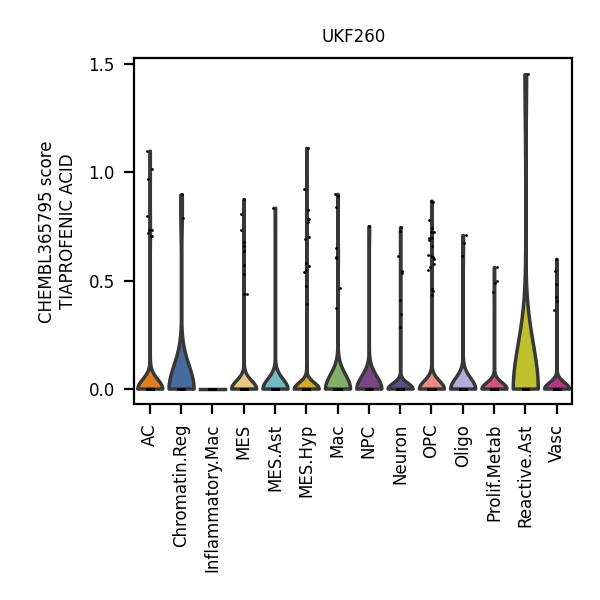 UKF260
CHEMBL365795 score
TIAPROFENIC ACID
1.5
1.0
0.5
0.0
AC
Chromatin.Reg
Inflammatory.Mac
MES
MES.Ast
MES.Hyp
Mac
NPC
Neuron
OPC
Oligo
Prolif.Metab
Reactive.Ast
Vasc